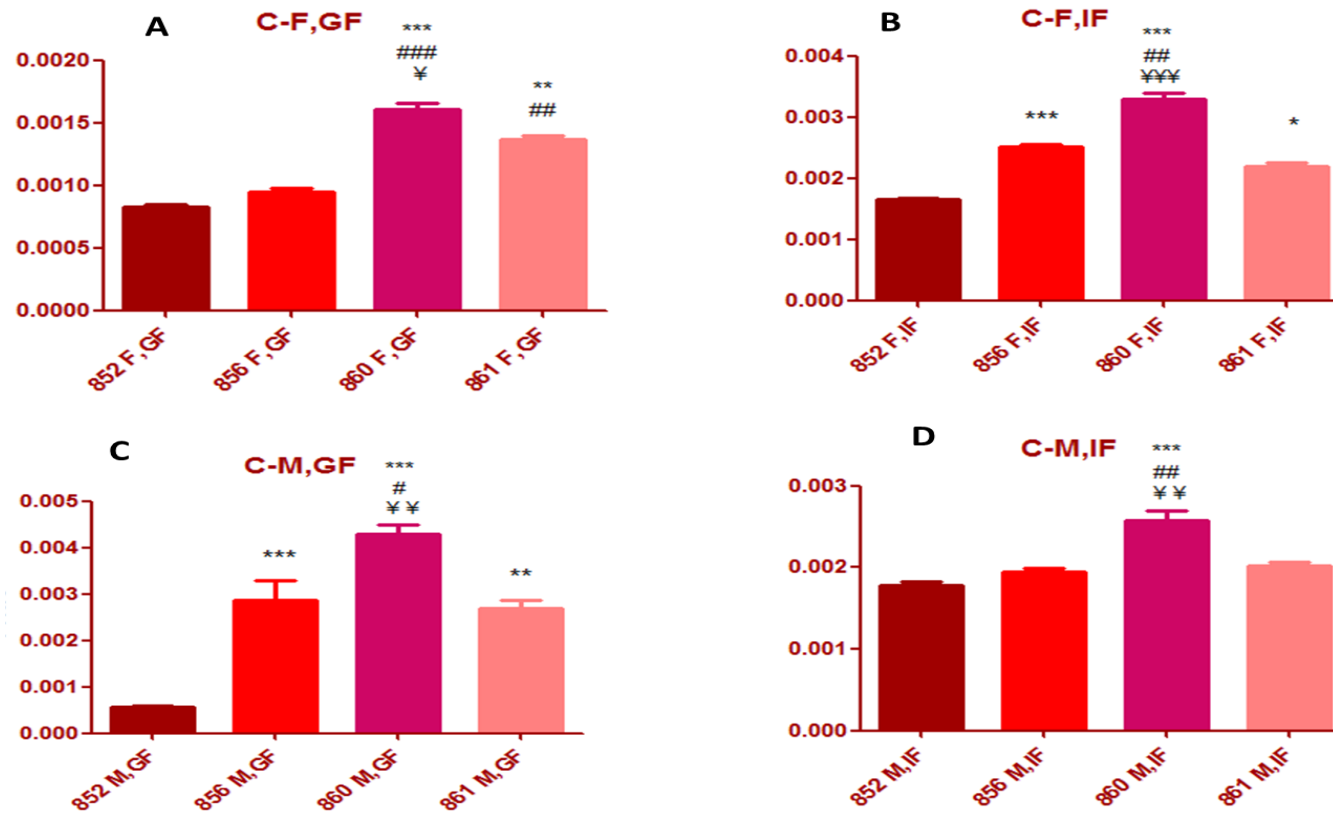 A
C-F,GF
***
###
¥
**
##
0.0020
0.0015
0.0010
0.0005
0.0000
852 F,GF
856 F,GF
860 F,GF
861 F,GF
B
C-F,IF
***
##
¥¥¥
***
*
0.004
0.003
0.002
0.001
0.000
852 F,IF
856 F,IF
860 F,IF
861 F,IF
C
C-M,GF
***
#
¥ ¥
***
**
0.005
0.004
0.003
0.002
0.001
0.000
852 M,GF
856 M,GF
860 M,GF
861 M,GF
D
C-M,IF
***
##
¥ ¥
0.003
0.002
0.001
0.000
852 M,IF
856 M,IF
860 M,IF
861 M,IF